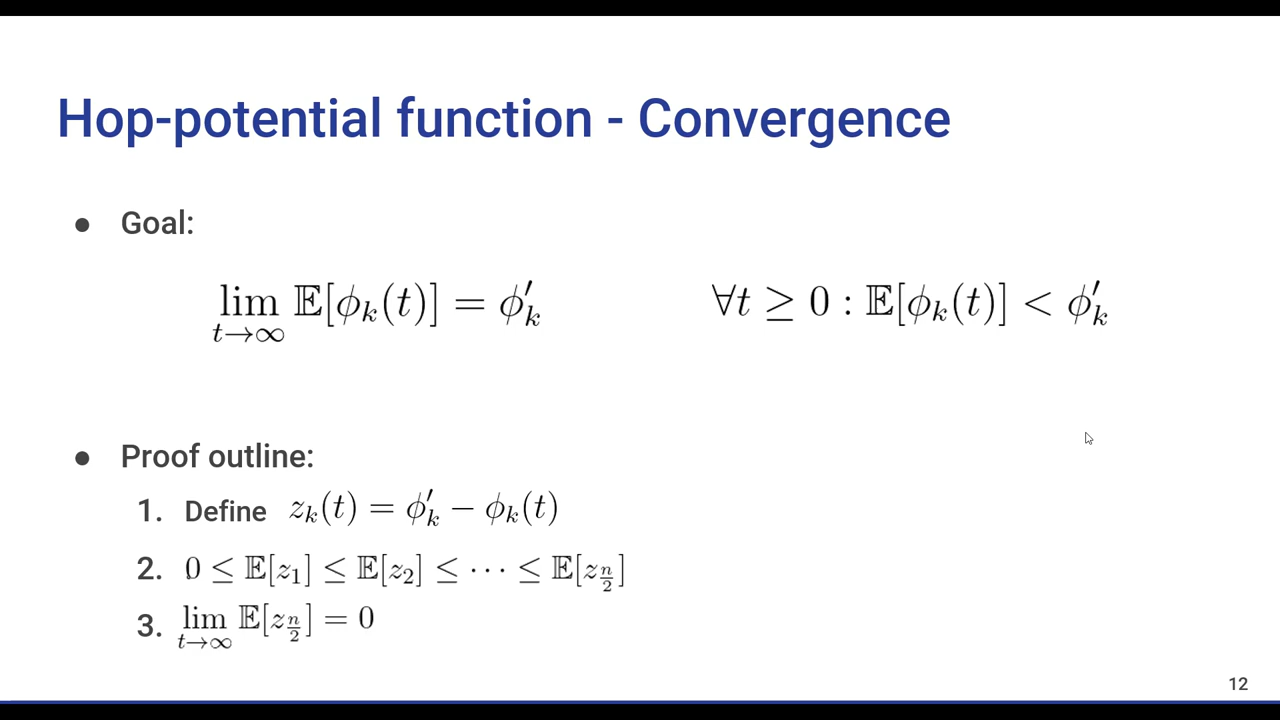 Hop-potential function - Convergence
● Goal:
lim_{t→∞} 𝔼[ϕ_k(t)] = ϕ′_k    ∀t ≥ 0 : 𝔼[ϕ_k(t)] < ϕ′_k
● Proof outline:
1. Define z_k(t) = ϕ′_k − ϕ_k(t)
2. 0 ≤ 𝔼[z_1] ≤ 𝔼[z_2] ≤ ⋯ ≤ 𝔼[z_{n/2}]
3. lim_{t→∞} 𝔼[z_{n/2}] = 0
12